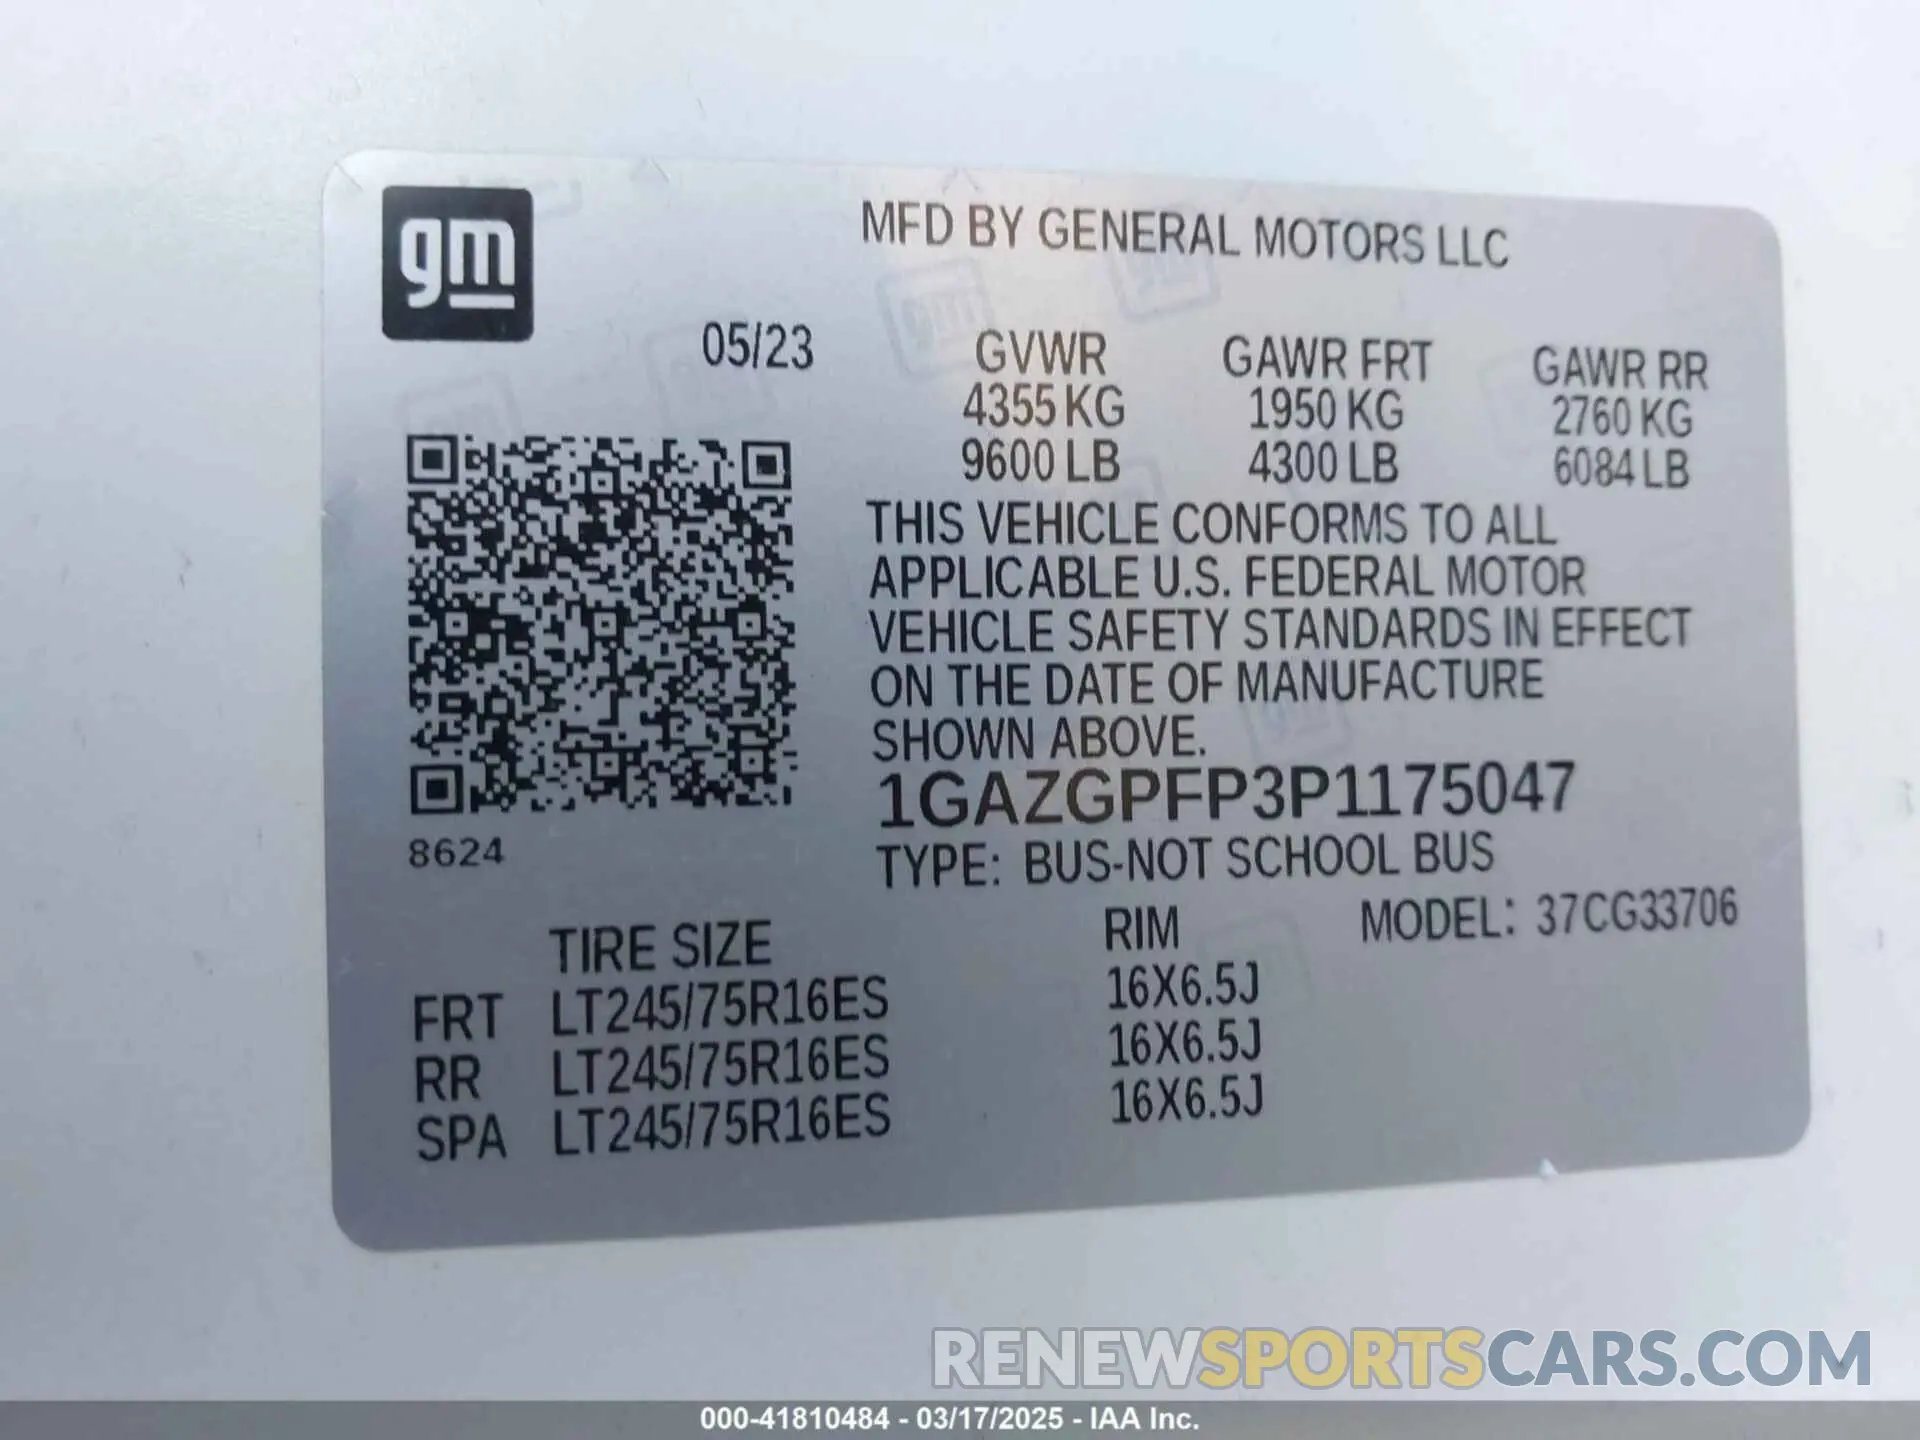 gm
MFD BY GENERAL MOTORS LLC
05/23
GVWR GAWR FRT GAWR RR
4355 KG 1950 KG 2760 KG
9600 LB 4300 LB 6084 LB
THIS VEHICLE CONFORMS TO ALL
APPLICABLE U.S. FEDERAL MOTOR
VEHICLE SAFETY STANDARDS IN EFFECT
ON THE DATE OF MANUFACTURE
SHOWN ABOVE.
1GAZGPFP3P1175047
8624
TYPE: BUS-NOT SCHOOL BUS
MODEL: 37CG33706
TIRE SIZE RIM
FRT LT245/75R16ES 16X6.5J
RR LT245/75R16ES 16X6.5J
SPA LT245/75R16ES 16X6.5J
RENEWSPORTSCARS.COM
000-41810484 - 03/17/2025 - IAA Inc.